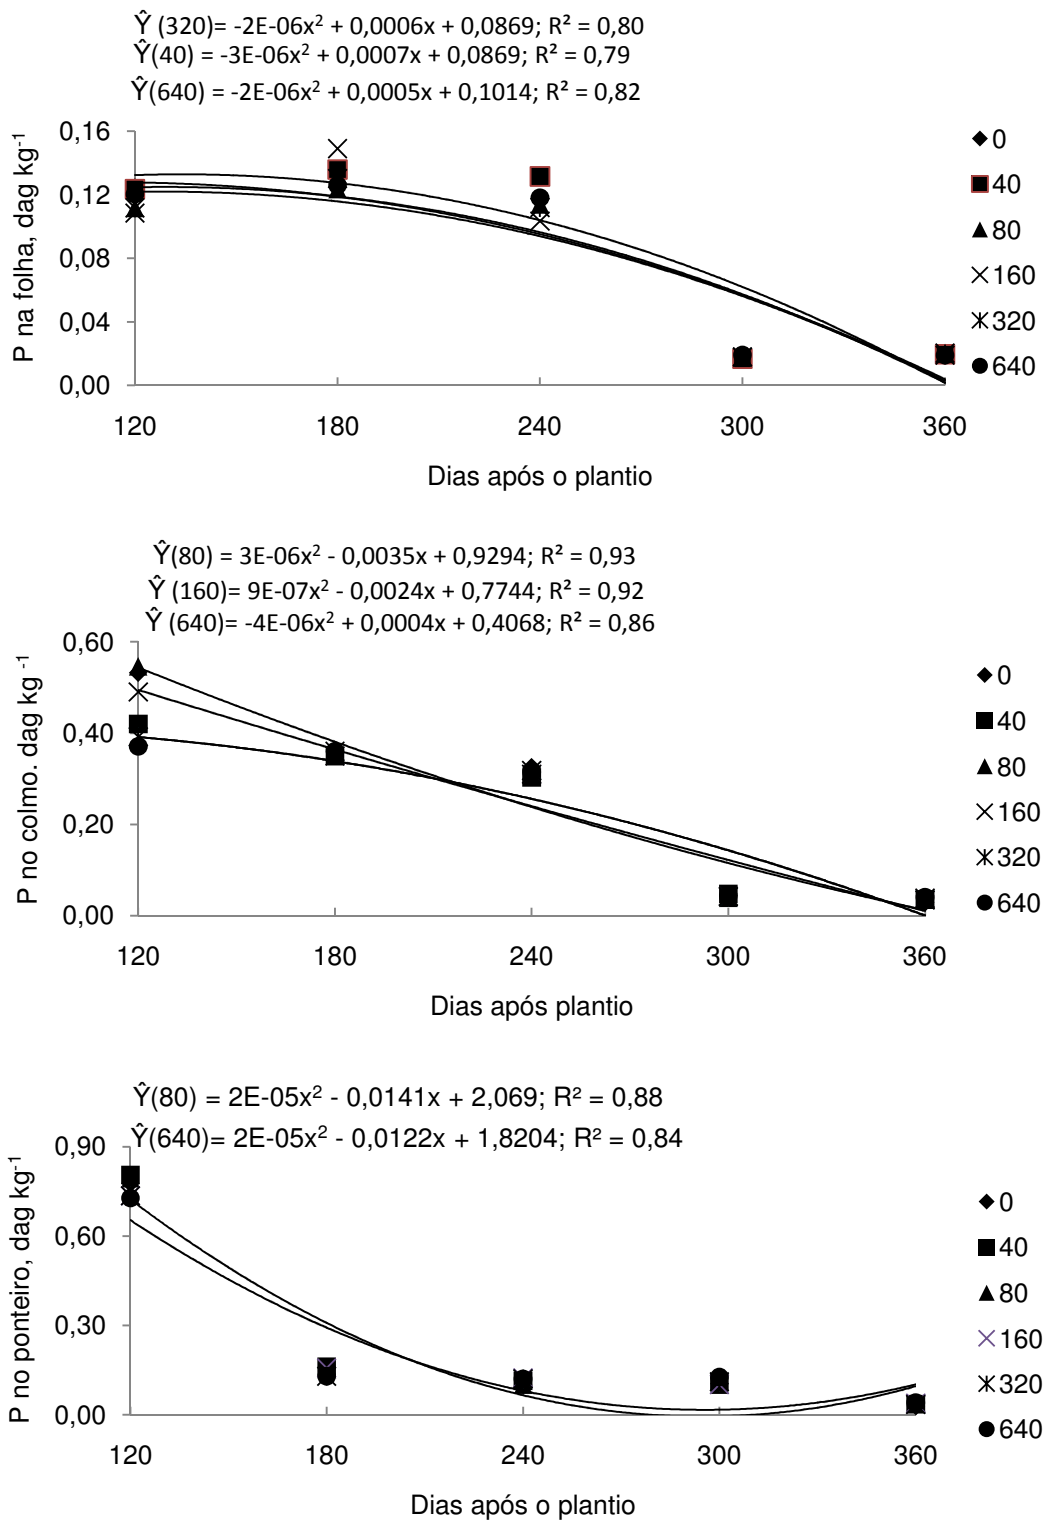 Ŷ (320)= -2E-06x² + 0,0006x + 0,0869; R² = 0,80
Ŷ(40) = -3E-06x² + 0,0007x + 0,0869; R² = 0,79
Ŷ(640) = -2E-06x² + 0,0005x + 0,1014; R² = 0,82
P na folha, dag kg⁻¹
0,16
0,12
0,08
0,04
0,00
120 180 240 300 360
Dias após o plantio
0
40
80
160
320
640
Ŷ(80) = 3E-06x² - 0,0035x + 0,9294; R² = 0,93
Ŷ (160)= 9E-07x² - 0,0024x + 0,7744; R² = 0,92
Ŷ (640)= -4E-06x² + 0,0004x + 0,4068; R² = 0,86
P no colmo. dag kg ⁻¹
0,60
0,40
0,20
0,00
120 180 240 300 360
Dias após plantio
0
40
80
160
320
640
Ŷ(80) = 2E-05x² - 0,0141x + 2,069; R² = 0,88
Ŷ(640)= 2E-05x² - 0,0122x + 1,8204; R² = 0,84
P no ponteiro, dag kg⁻¹
0,90
0,60
0,30
0,00
120 180 240 300 360
Dias após o plantio
0
40
80
160
320
640